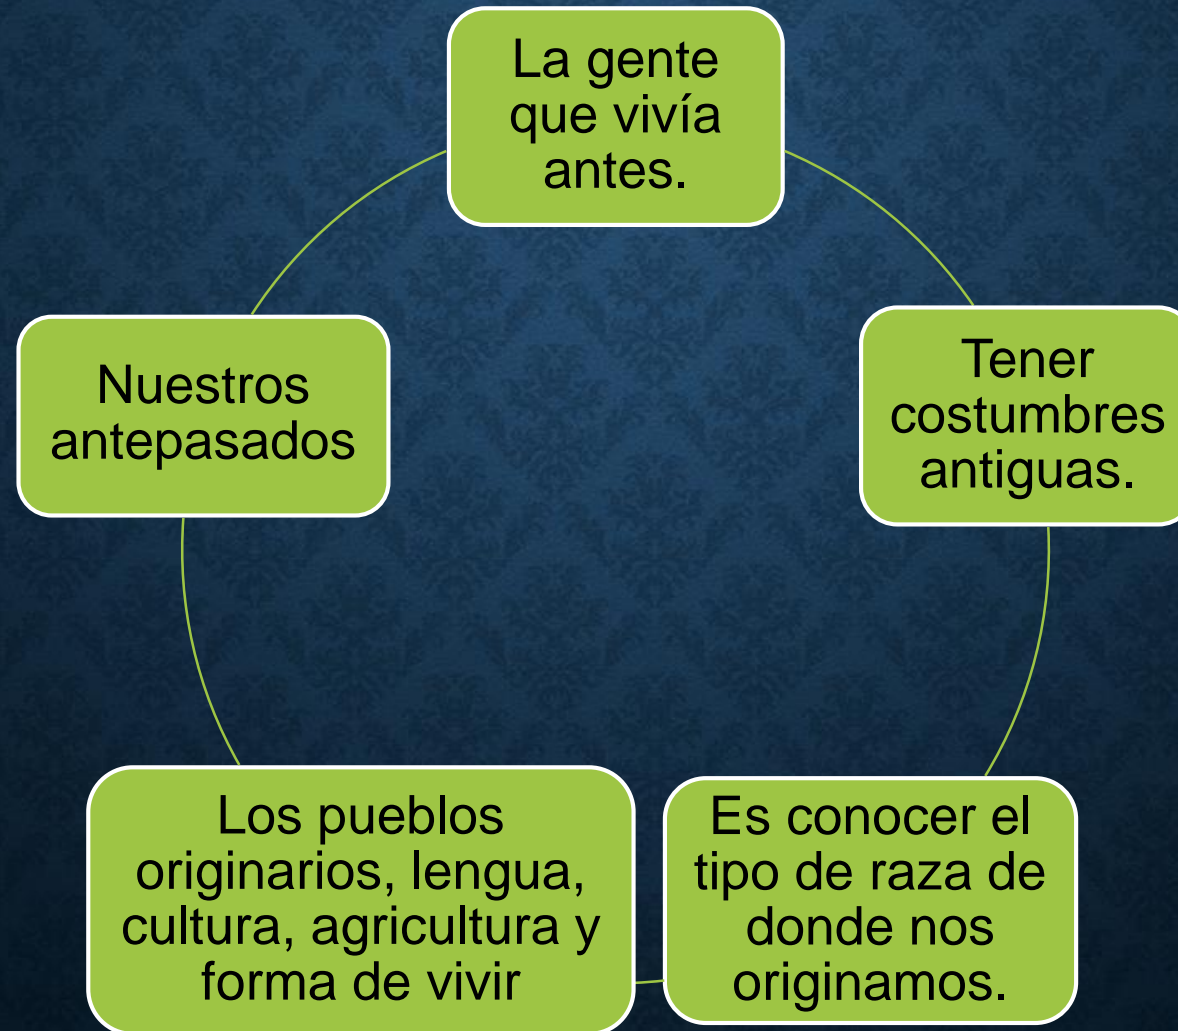 La gente
que vivía
antes.
Tener
costumbres
antiguas.
Es conocer el
tipo de raza de
donde nos
originamos.
Los pueblos
originarios, lengua,
cultura, agricultura y
forma de vivir
Nuestros
antepasados